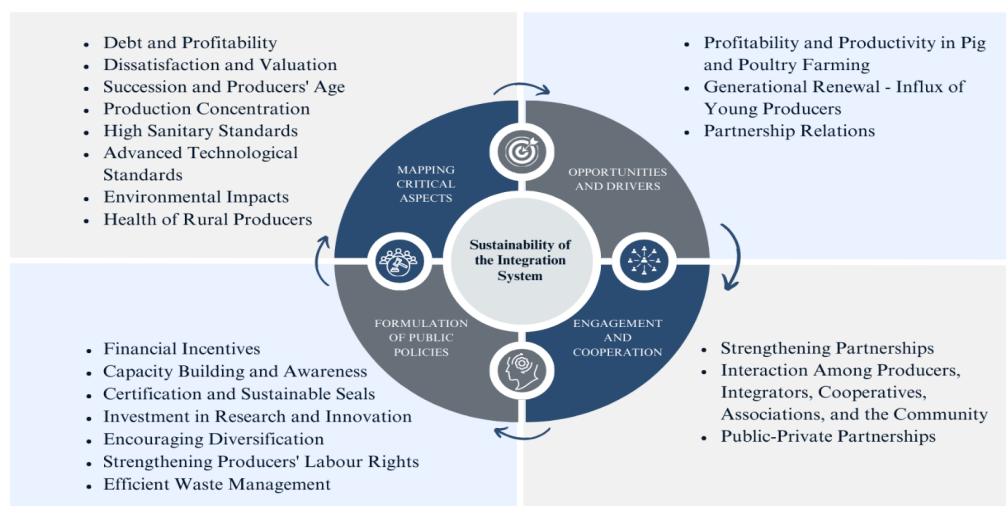 • Debt and Profitability
• Dissatisfaction and Valuation
• Succession and Producers' Age
• Production Concentration
• High Sanitary Standards
• Advanced Technological
Standards
• Environmental Impacts
• Health of Rural Producers
• Profitability and Productivity in Pig
and Poultry Farming
• Generational Renewal - Influx of
Young Producers
• Partnership Relations
MAPPING
CRITICAL
ASPECTS
OPPORTUNITIES
AND DRIVERS
Sustainability of
the Integration
System
FORMULATION
OF PUBLIC
POLICIES
ENGAGEMENT
AND
COOPERATION
• Financial Incentives
• Capacity Building and Awareness
• Certification and Sustainable Seals
• Investment in Research and Innovation
• Encouraging Diversification
• Strengthening Producers' Labour Rights
• Efficient Waste Management
• Strengthening Partnerships
• Interaction Among Producers,
Integrators, Cooperatives,
Associations, and the Community
• Public-Private Partnerships